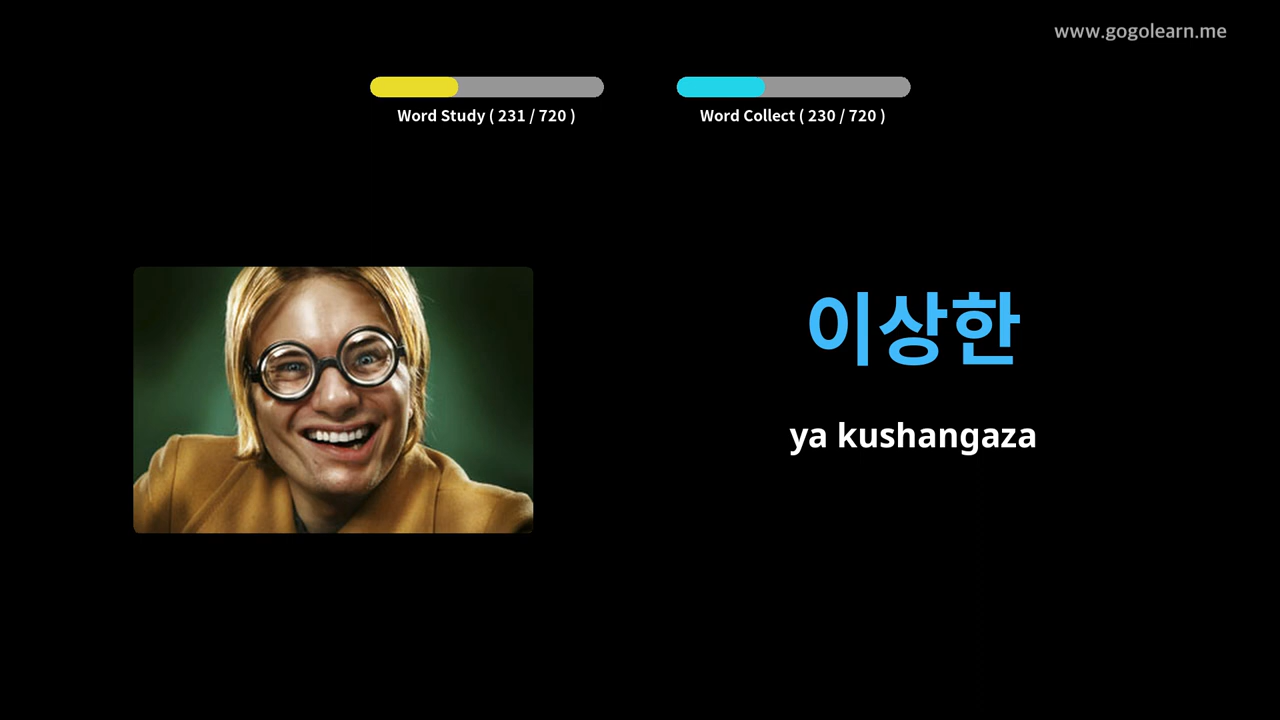 www.gogolearn.me
Word Study ( 231 / 720 )
Word Collect ( 230 / 720 )
이상한
ya kushangaza